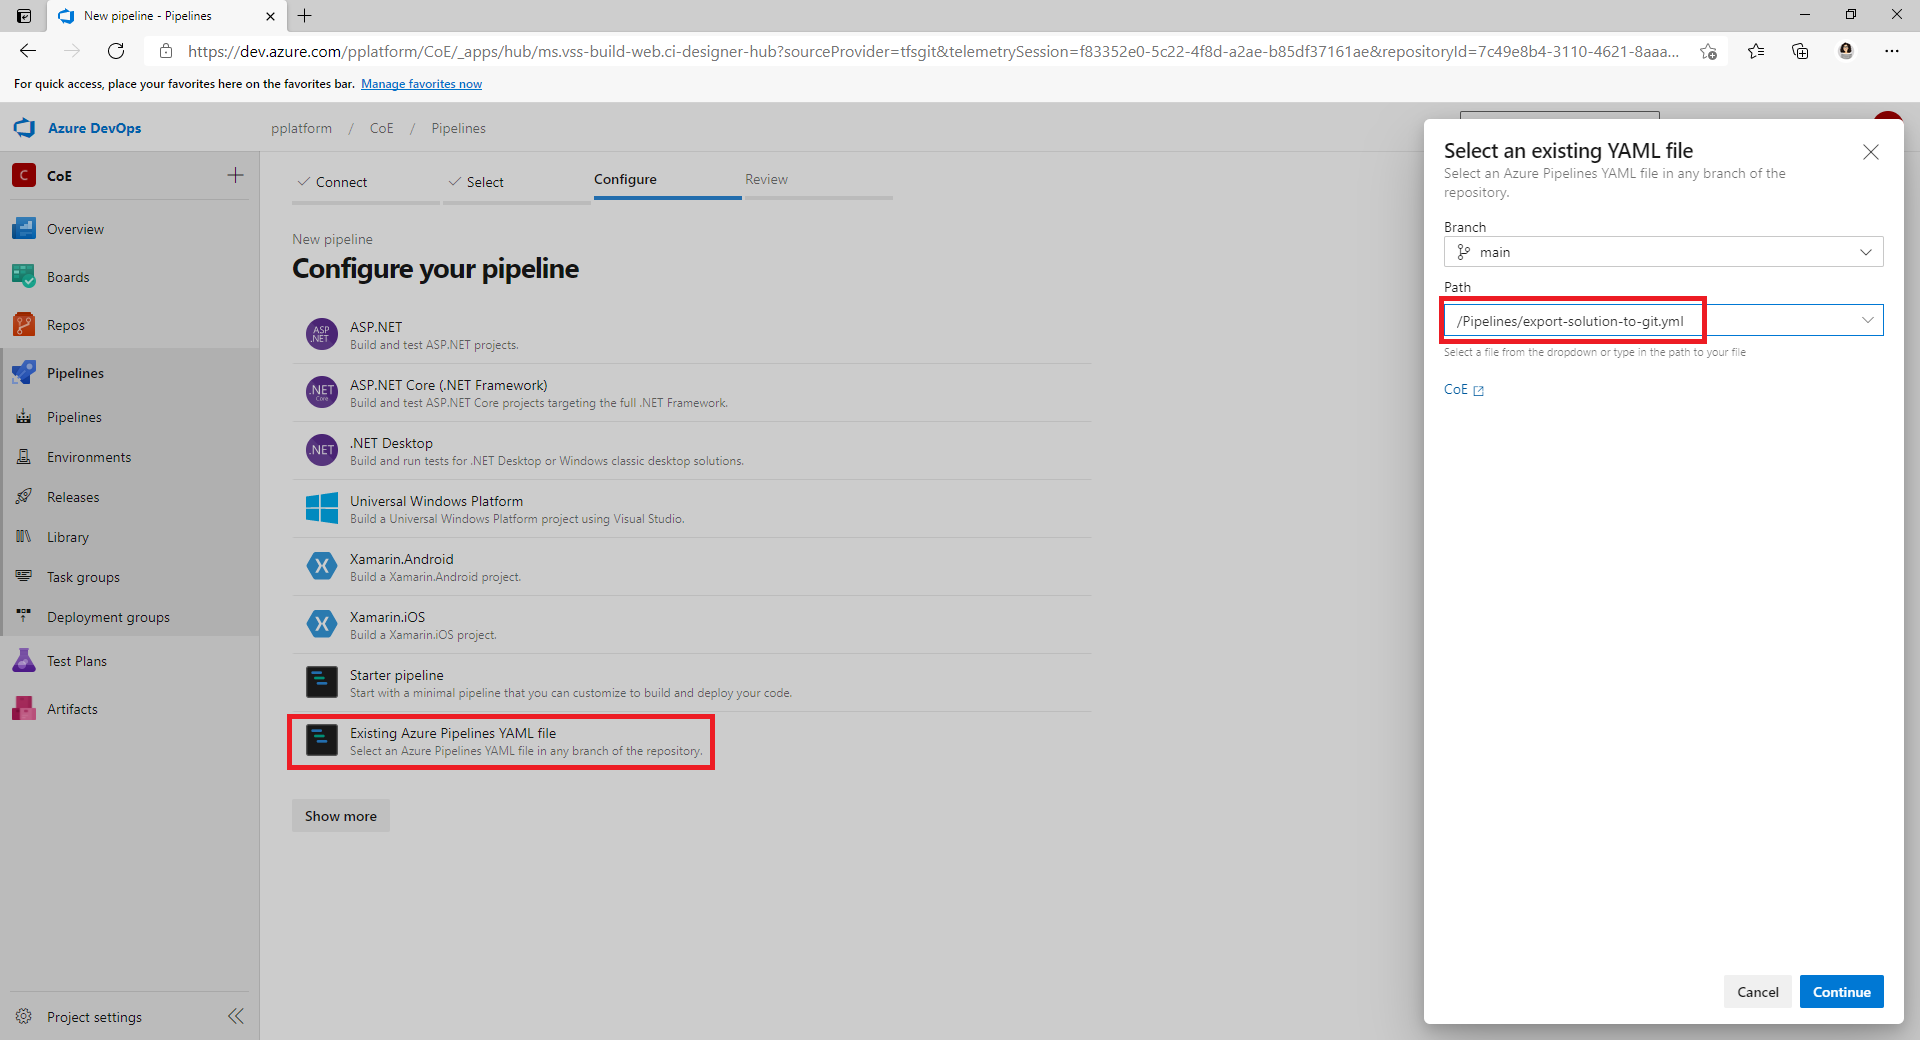 New pipeline - Pipelines
https://dev.azure.com/pplatform/CoE/_apps/hub/ms.vss-build-web.ci-designer-hub?sourceProvider=tfsgit&telemetrySession=f83352e0-5c22-4f8d-a2ae-b85df37161ae&repositoryId=7c49e8b4-3110-4621-8aaa...
For quick access, place your favorites here on the favorites bar. Manage favorites now
Azure DevOps
pplatform / CoE / Pipelines
C CoE
Overview
Boards
Repos
Pipelines
Pipelines
Environments
Releases
Library
Task groups
Deployment groups
Test Plans
Artifacts
Project settings
Connect Select Configure Review
New pipeline
Configure your pipeline
ASP.NET
ASP.NET
Build and test ASP.NET projects.
.NET Core
ASP.NET Core (.NET Framework)
Build and test ASP.NET Core projects targeting the full .NET Framework.
.NET
.NET Desktop
Build and run tests for .NET Desktop or Windows classic desktop solutions.
Universal Windows Platform
Build a Universal Windows Platform project using Visual Studio.
Xamarin.Android
Build a Xamarin.Android project.
Xamarin.iOS
Build a Xamarin.iOS project.
Starter pipeline
Start with a minimal pipeline that you can customize to build and deploy your code.
Existing Azure Pipelines YAML file
Select an Azure Pipelines YAML file in any branch of the repository.
Show more
Select an existing YAML file
Select an Azure Pipelines YAML file in any branch of the
repository.
Branch
main
Path
/Pipelines/export-solution-to-git.yml
Select a file from the dropdown or type in the path to your file
CoE
Cancel Continue